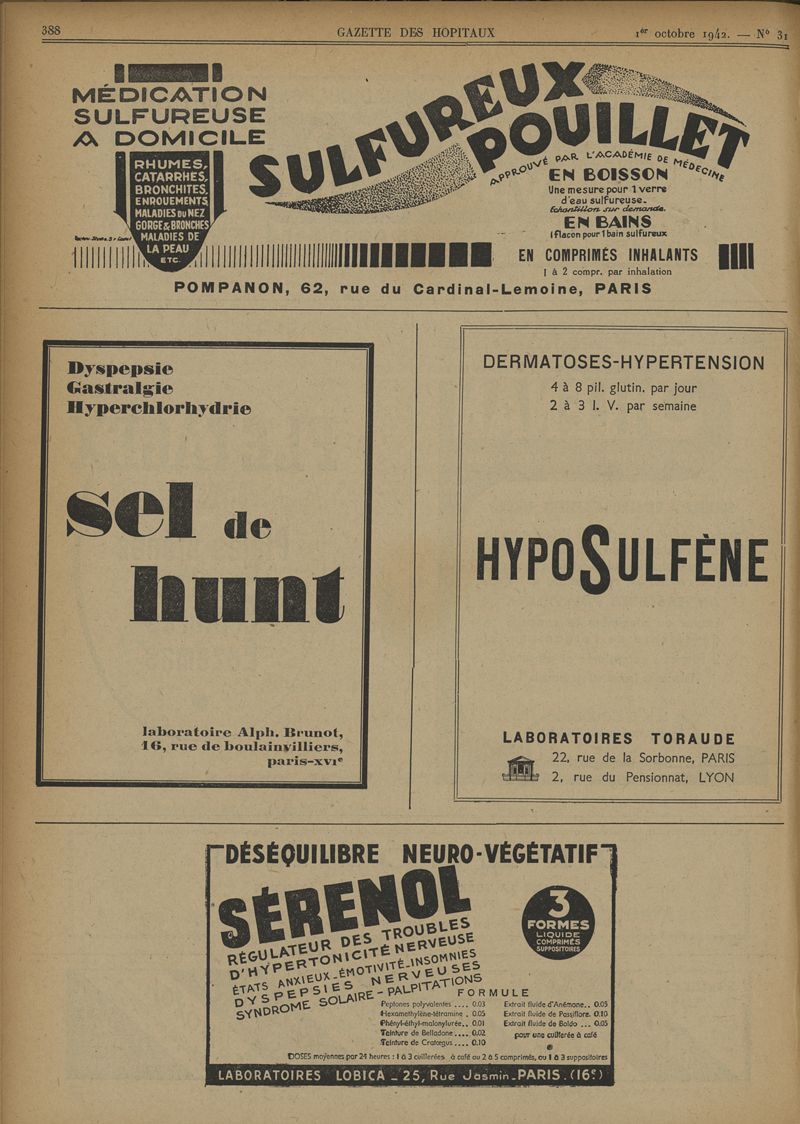 388
GAZETTE DES HOPITAUX
1er octobre 1942. — No 31
MÉDICATION
SULFUREUSE
A DOMICILE
RHUMES,
CATARRHES,
BRONCHITES,
ENROUEMENTS,
MALADIES DU NEZ
GORGE & BRONCHES
MALADIES DE
LA PEAU
ETC.
SULFUREUX
POUILLET
APPROUVÉ PAR L'ACADÉMIE DE MÉDECINE
EN BOISSON
Une mesure pour 1 verre
d'eau sulfureuse.
Échantillon sur demande.
EN BAINS
1 flacon pour 1 bain sulfureux
EN COMPRIMÉS INHALANTS
1 à 2 compr. par inhalation
POMPANON, 62, rue du Cardinal-Lemoine, PARIS
Dyspepsie
Gastralgie
Hyperchlorhydrie
sel de
hunt
laboratoire Alph. Brunot,
16, rue de boulainvilliers,
paris-XVIe
DERMATOSES-HYPERTENSION
4 à 8 pil. glutin. par jour
2 à 3 I. V. par semaine
HYPOSULFÈNE
LABORATOIRES TORAUDE
22, rue de la Sorbonne, PARIS
2, rue du Pensionnat, LYON
DÉSÉQUILIBRE NEURO-VÉGÉTATIF
SÉRENOL
RÉGULATEUR DES TROUBLES
D'HYPERTONICITÉ NERVEUSE
ÉTATS ANXIEUX_ÉMOTIVITÉ_INSOMNIES
DYSPEPSIES NERVEUSES
SYNDROME SOLAIRE - PALPITATIONS
3
FORMES
LIQUIDE
COMPRIMÉS
SUPPOSITOIRES
FORMULE
Peptones polyvalentes .... 0.03
Hexaméthylène-tétramine . 0.05
Phényl-éthyl-malonylurée.. 0.01
Teinture de Belladone .... 0.02
Teinture de Cratœgus .... 0.10
Extrait fluide d'Anémone.. 0.05
Extrait fluide de Passiflore. 0.10
Extrait fluide de Boldo ... 0.05
pour une cuillerée à café
DOSES moyennes par 24 heures : 1 à 3 cuillerées à café ou 2 à 5 comprimés, ou 1 à 3 suppositoires
LABORATOIRES LOBICA _ 25, Rue Jasmin_PARIS. (16e)